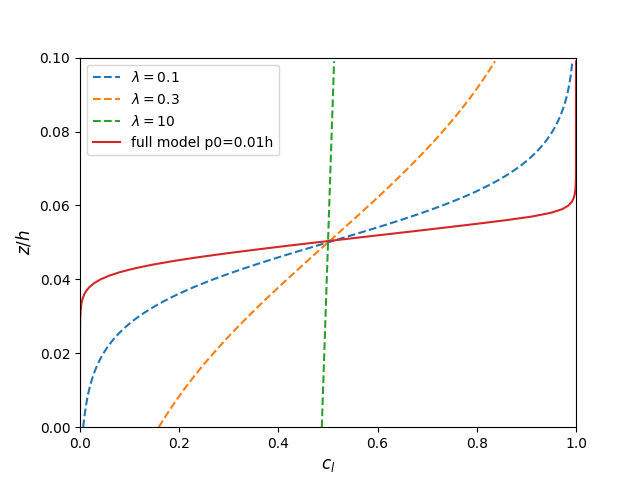 λ = 0.1
λ = 0.3
λ = 10
full model p0=0.01h
z/h
0.10
0.08
0.06
0.04
0.02
0.00
0.0 0.2 0.4 0.6 0.8 1.0
c_l